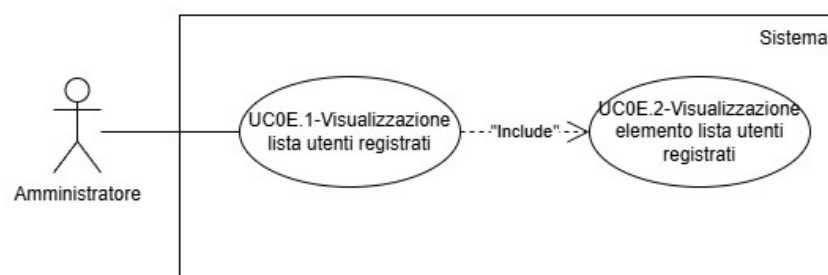 Sistema
UC0E.1-Visualizzazione
lista utenti registrati
"Include"
UC0E.2-Visualizzazione
elemento lista utenti
registrati
Amministratore